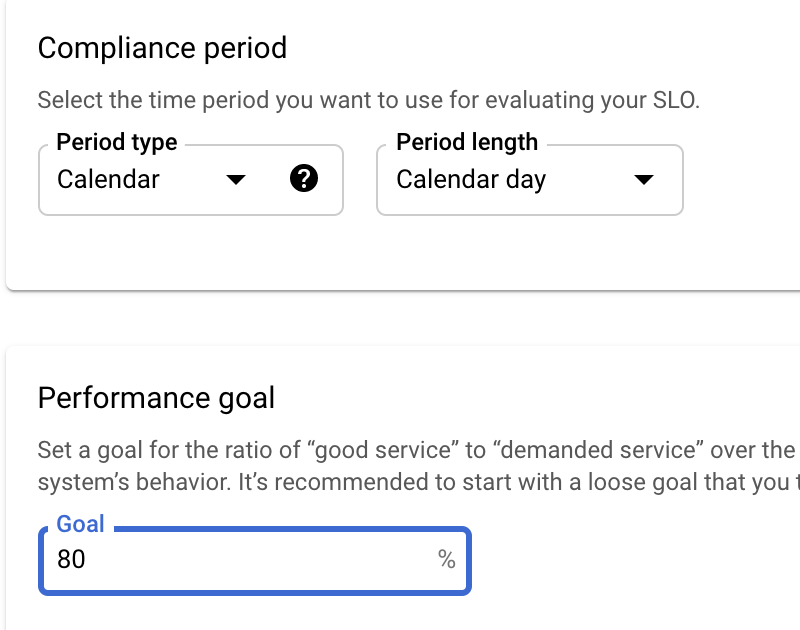 Compliance period
Select the time period you want to use for evaluating your SLO.
Period type
Calendar
?
Period length
Calendar day
Performance goal
Set a goal for the ratio of “good service” to “demanded service” over the
system’s behavior. It’s recommended to start with a loose goal that you t
Goal
80 %